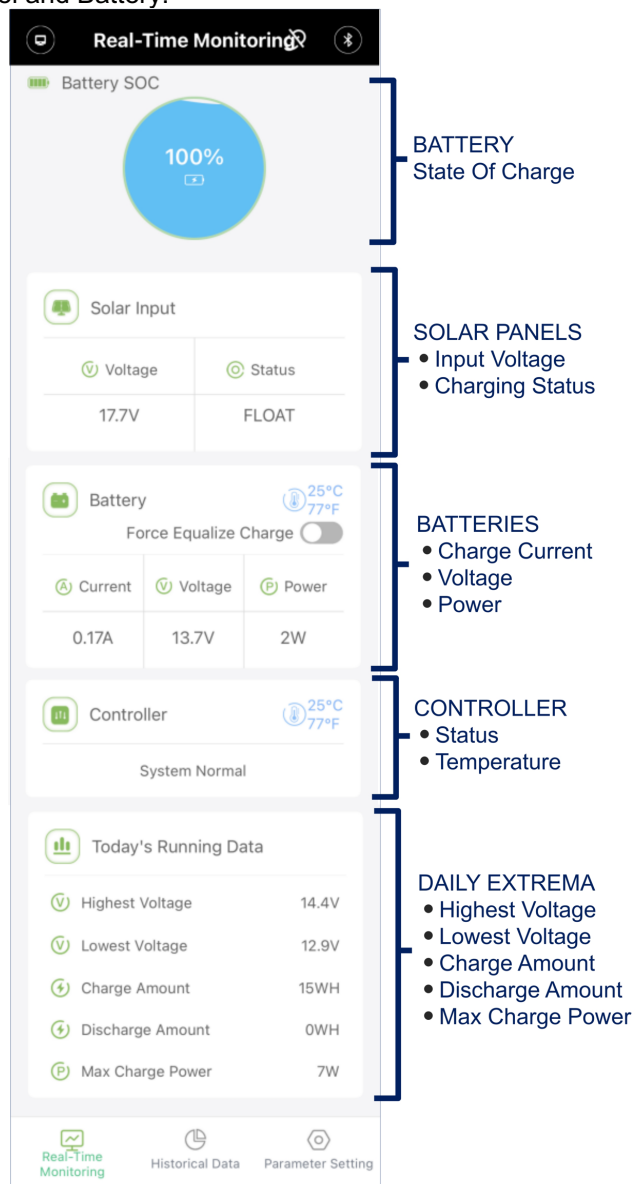 Real-Time Monitoring
Battery SOC
100%
BATTERY
State Of Charge
Solar Input
Voltage Status
17.7V FLOAT
SOLAR PANELS
• Input Voltage
• Charging Status
Battery 25°C
77°F
Force Equalize Charge
Current Voltage Power
0.17A 13.7V 2W
BATTERIES
• Charge Current
• Voltage
• Power
Controller 25°C
77°F
System Normal
CONTROLLER
• Status
• Temperature
Today's Running Data
Highest Voltage 14.4V
Lowest Voltage 12.9V
Charge Amount 15WH
Discharge Amount 0WH
Max Charge Power 7W
DAILY EXTREMA
• Highest Voltage
• Lowest Voltage
• Charge Amount
• Discharge Amount
• Max Charge Power
Real-Time
Monitoring
Historical Data
Parameter Setting